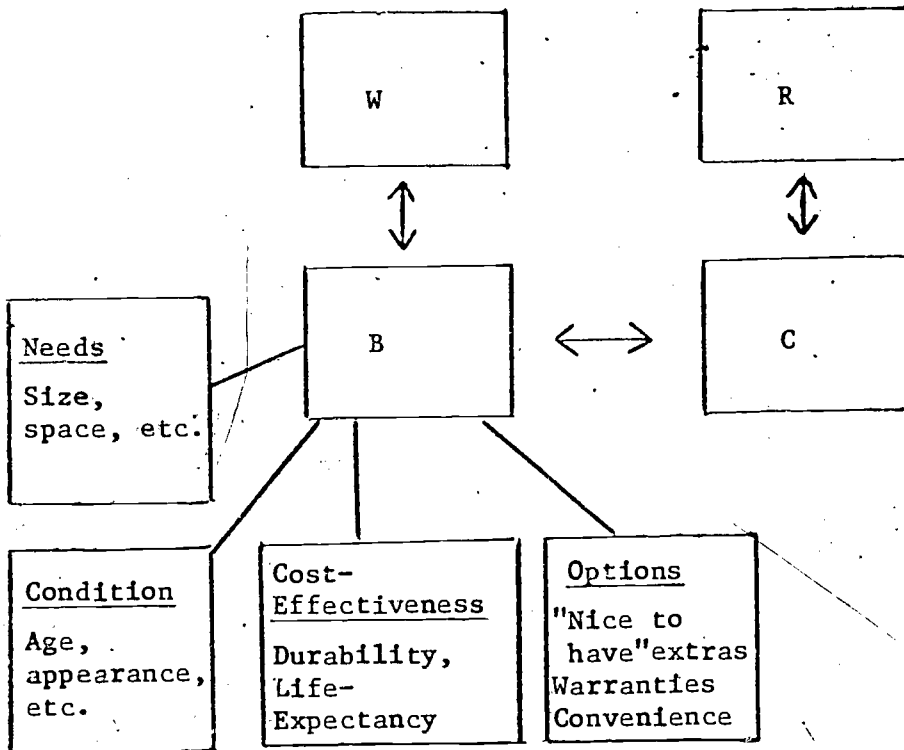 W
R
B
C
Needs
Size,
space, etc.
Condition
Age,
appearance,
etc.
Cost-
Effectiveness
Durability,
Life-
Expectancy
Options
"Nice to
have"extras
Warranties
Convenience